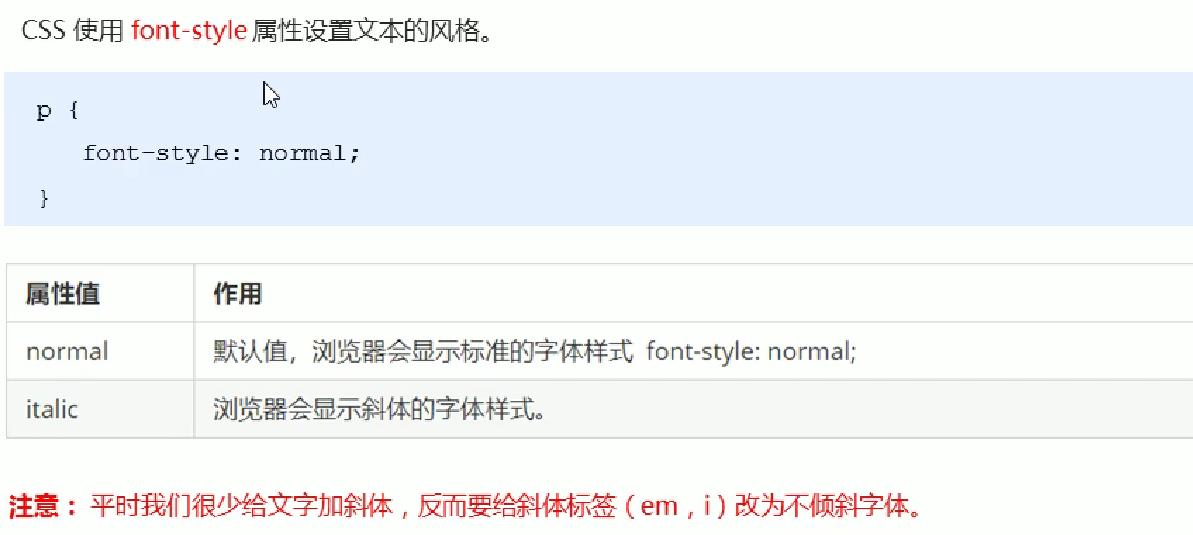 CSS 使用 font-style 属性设置文本的风格。
p {
font-style: normal;
}
属性值 作用
normal 默认值，浏览器会显示标准的字体样式 font-style: normal;
italic 浏览器会显示斜体的字体样式。
注意：平时我们很少给文字加斜体，反而要给斜体标签（em，i）改为不倾斜字体。